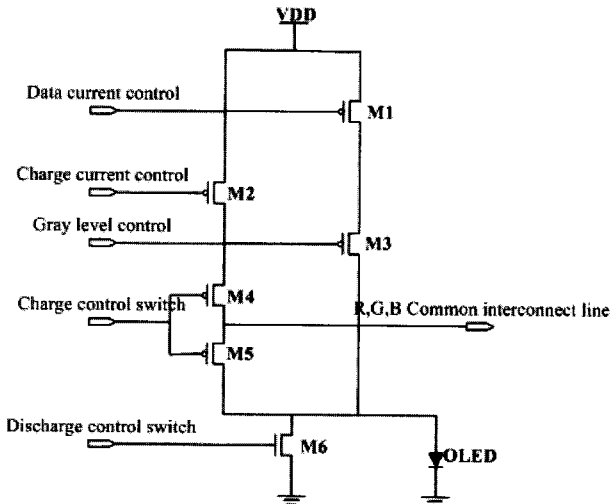 VDD
Data current control
M1
Charge current control
M2
Gray level control
M3
M4
Charge control switch
R,G,B Common interconnect line
M5
Discharge control switch
M6
OLED